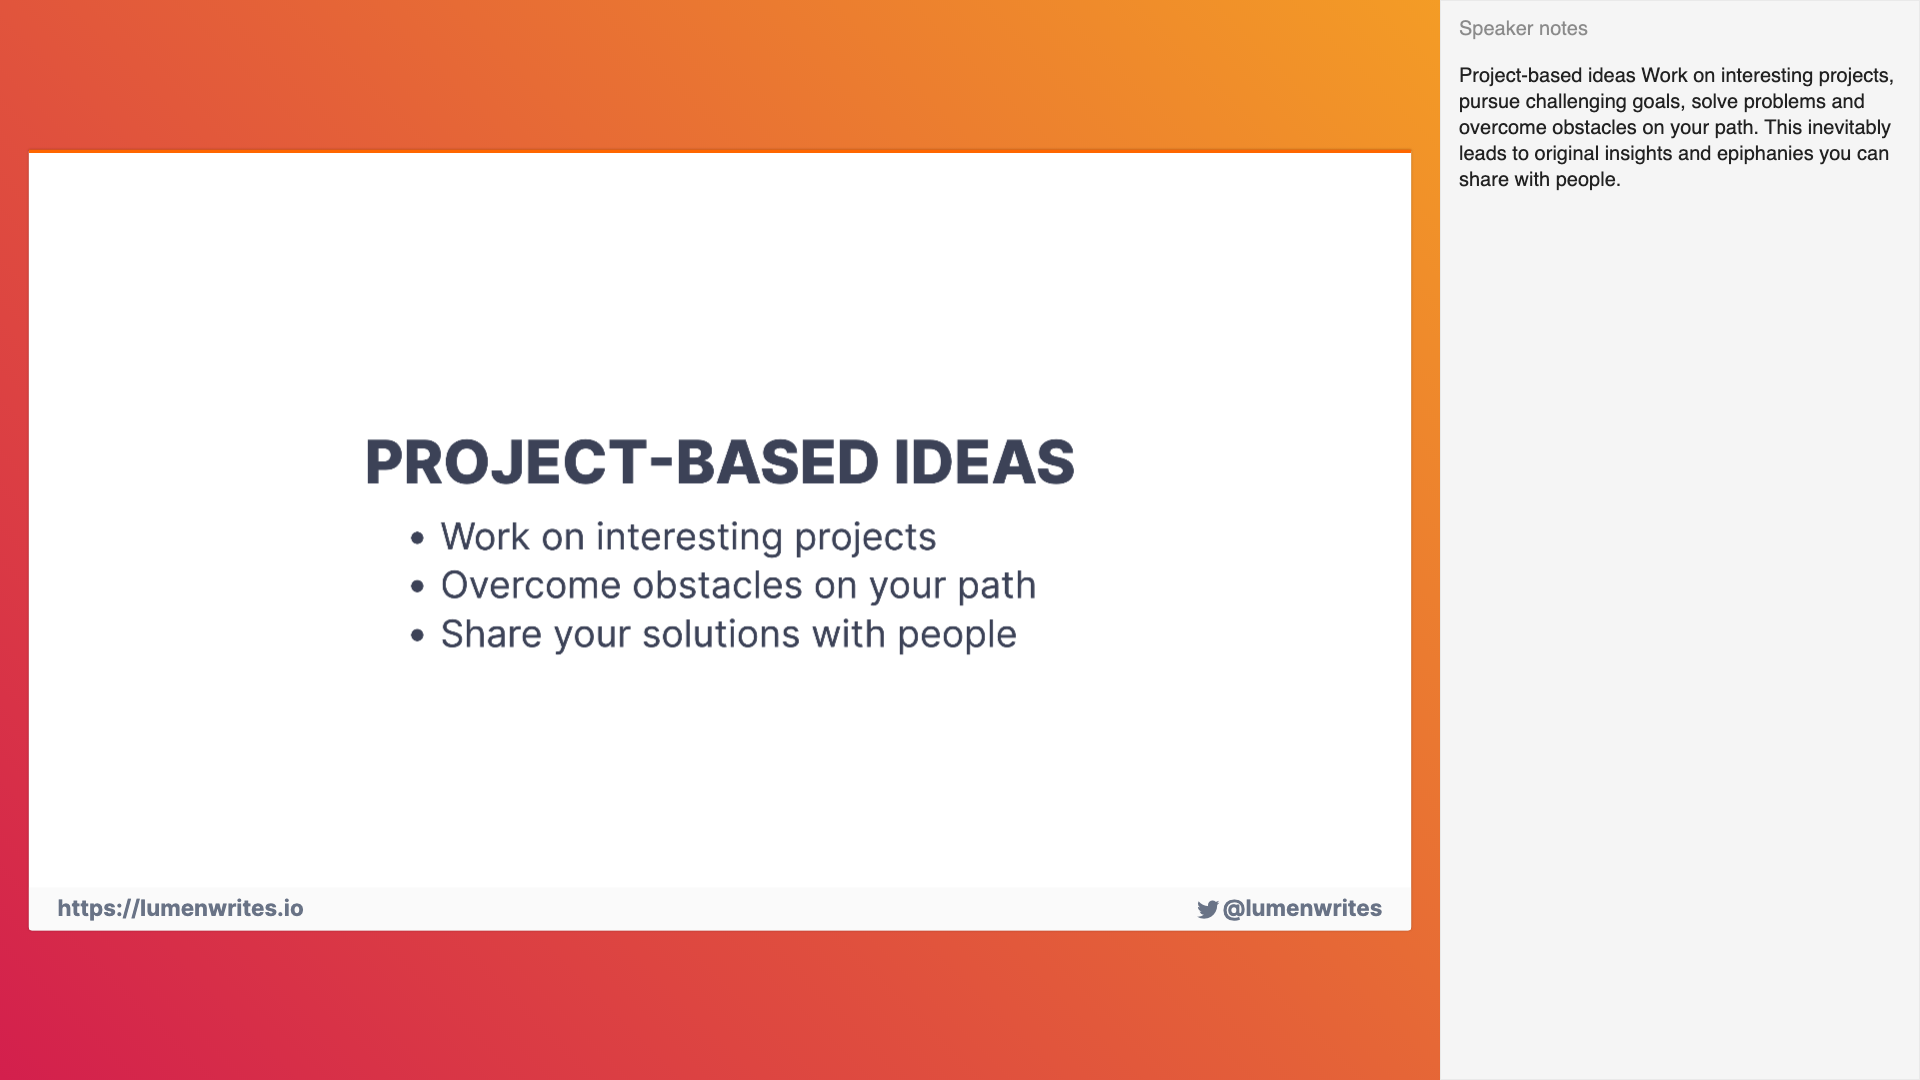 PROJECT-BASED IDEAS
• Work on interesting projects
• Overcome obstacles on your path
• Share your solutions with people
https://lumenwrites.io
@lumenwrites
Speaker notes
Project-based ideas Work on interesting projects,
pursue challenging goals, solve problems and
overcome obstacles on your path. This inevitably
leads to original insights and epiphanies you can
share with people.